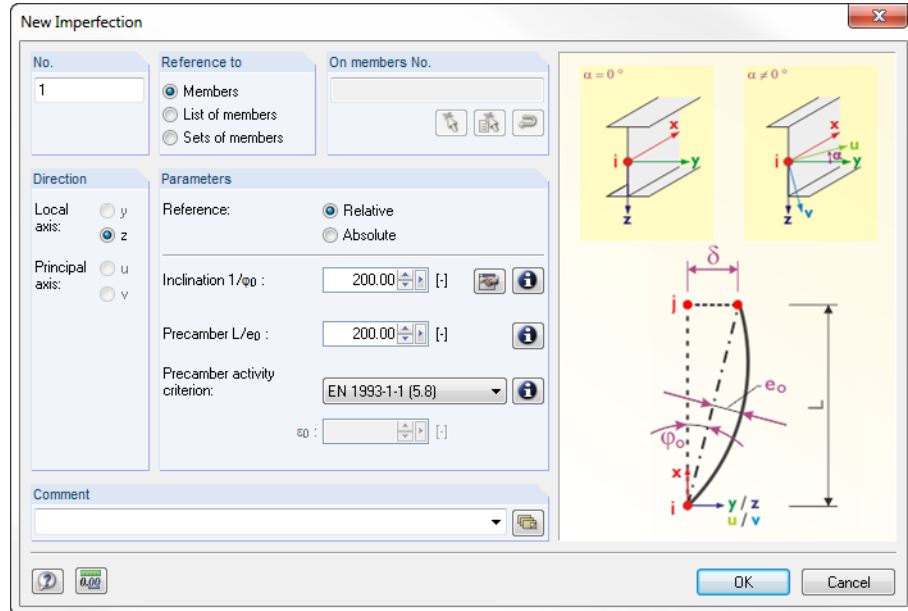 New Imperfection
No.
1
Reference to
Members
List of members
Sets of members
On members No.
Direction
Local axis:
y
z
Principal axis:
u
v
Parameters
Reference:
Relative
Absolute
Inclination 1/φ0 :
200.00
[-]
Precamber L/e0 :
200.00
[-]
Precamber activity
criterion:
EN 1993-1-1 (5.8)
ε0 :
[-]
Comment
0.00
OK
Cancel
α = 0 °
x
i
y
z
α ≠ 0 °
x
u
α
i
y
z
v
δ
j
e₀
L
φ₀
x
i
y / z
u / v